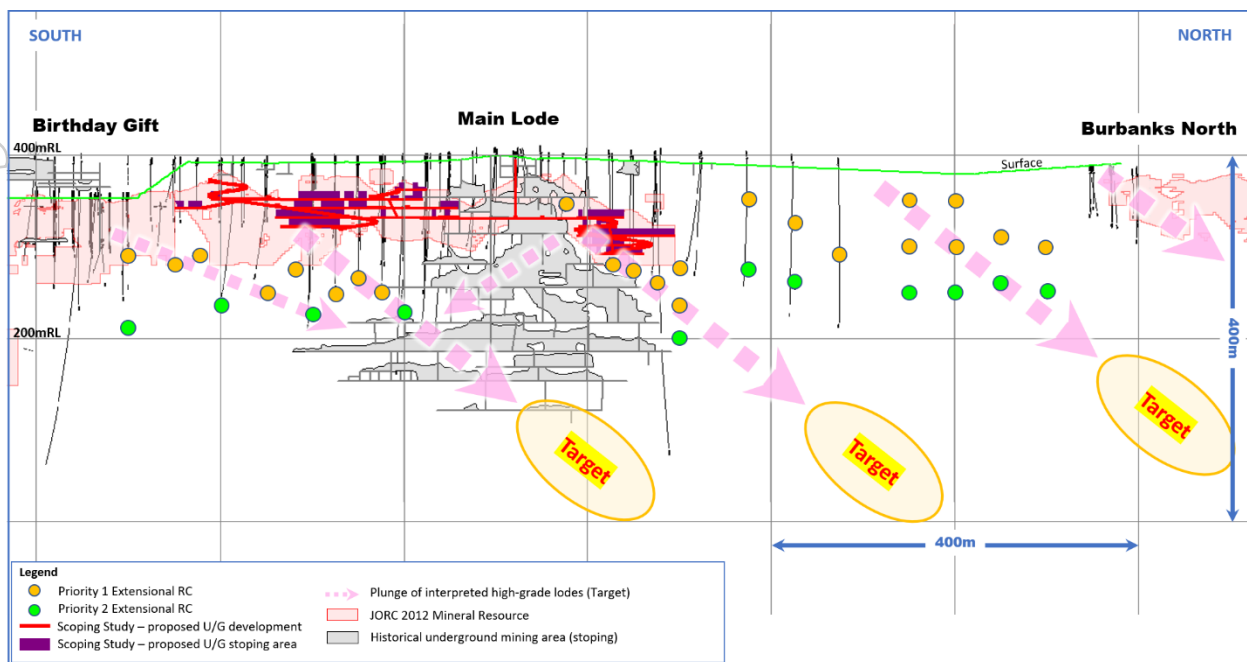 SOUTH
NORTH
Birthday Gift
Main Lode
Burbanks North
400mRL
Surface
200mRL
400m
Target
Target
Target
400m
Legend
Priority 1 Extensional RC
Priority 2 Extensional RC
Scoping Study – proposed U/G development
Scoping Study – proposed U/G stoping area
Plunge of interpreted high-grade lodes (Target)
JORC 2012 Mineral Resource
Historical underground mining area (stoping)